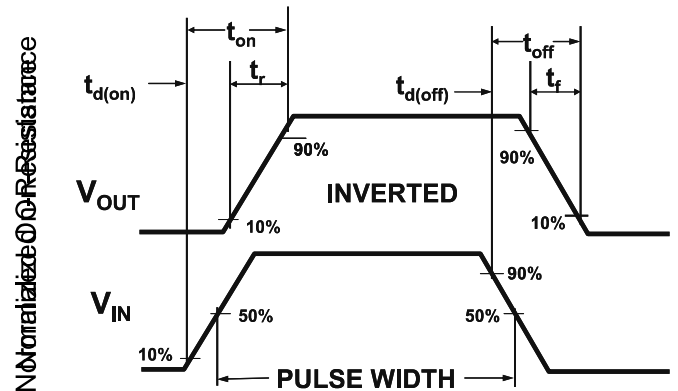 ton
toff
tr
tf
td(on)
td(off)
90%
90%
VOUT
INVERTED
10%
10%
VIN
90%
50%
50%
10%
PULSE WIDTH